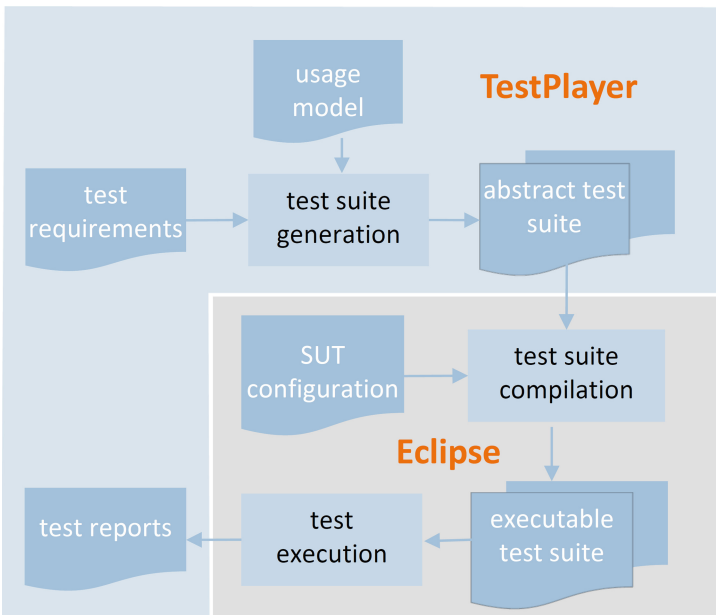 usage
model
TestPlayer
test
requirements
test suite
generation
abstract test
suite
SUT
configuration
test suite
compilation
Eclipse
test reports
test
execution
executable
test suite